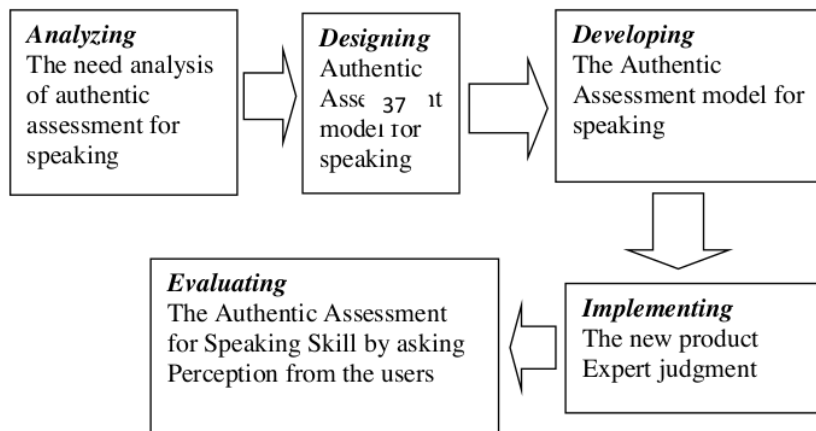 Analyzing
The need analysis
of authentic
assessment for
speaking
Designing
Authentic
37
model for
speaking
Developing
The Authentic
Assessment model for
speaking
Implementing
The new product
Expert judgment
Evaluating
The Authentic Assessment
for Speaking Skill by asking
Perception from the users